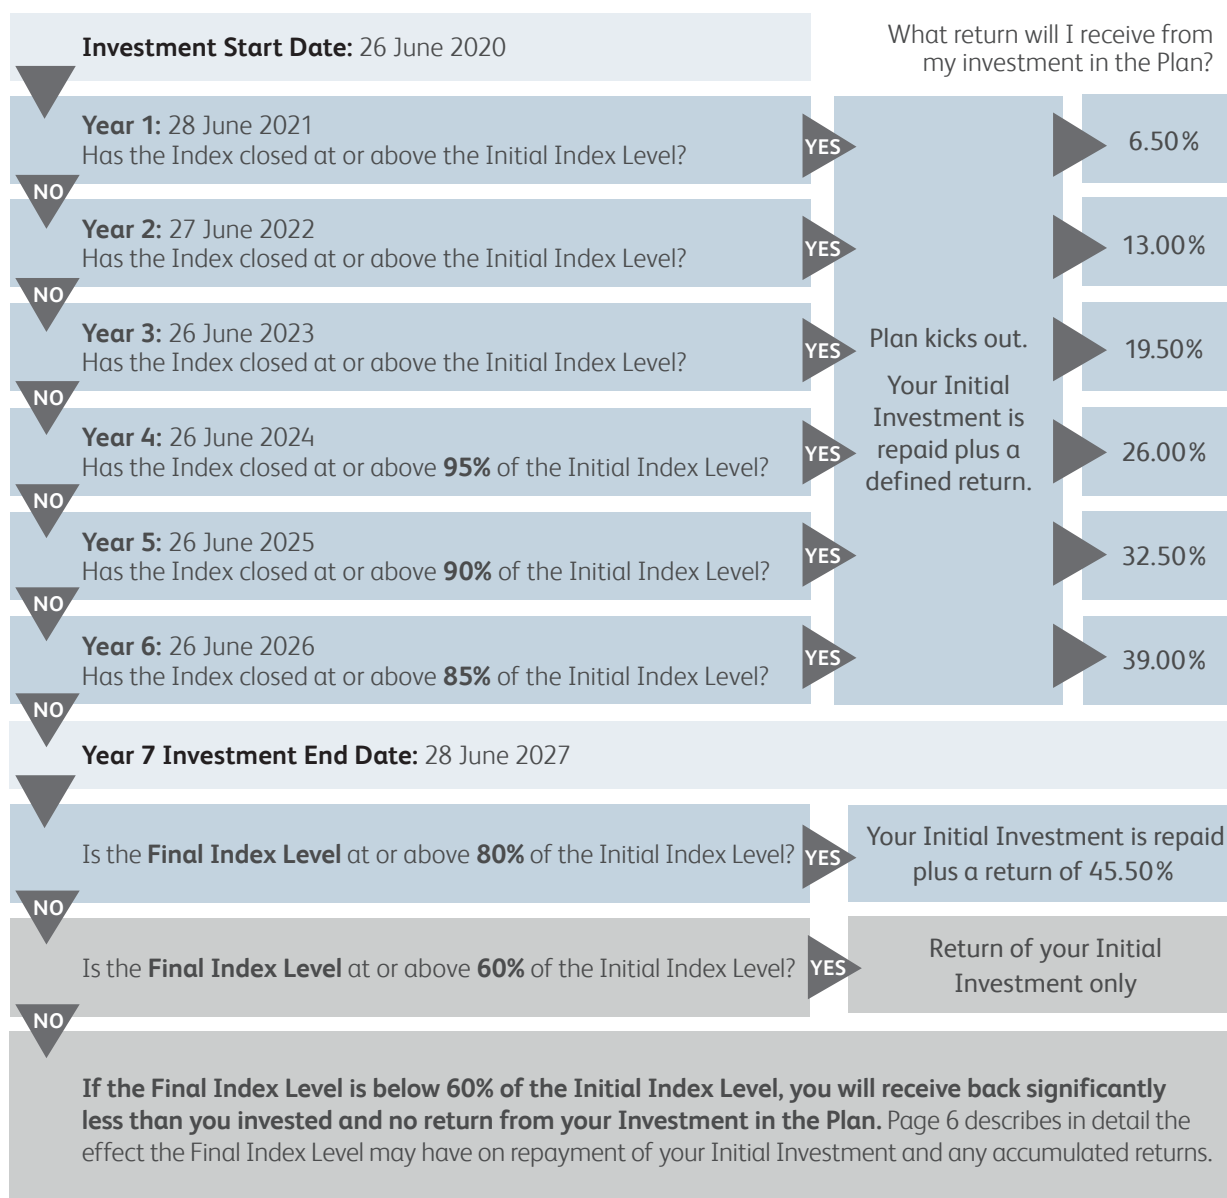 Investment Start Date: 26 June 2020
What return will I receive from
my investment in the Plan?
Year 1: 28 June 2021
Has the Index closed at or above the Initial Index Level?
YES
6.50%
NO
Year 2: 27 June 2022
Has the Index closed at or above the Initial Index Level?
YES
13.00%
NO
Year 3: 26 June 2023
Has the Index closed at or above the Initial Index Level?
YES
19.50%
NO
Year 4: 26 June 2024
Has the Index closed at or above 95% of the Initial Index Level?
YES
26.00%
NO
Year 5: 26 June 2025
Has the Index closed at or above 90% of the Initial Index Level?
YES
32.50%
NO
Year 6: 26 June 2026
Has the Index closed at or above 85% of the Initial Index Level?
YES
39.00%
Plan kicks out.
Your Initial
Investment is
repaid plus a
defined return.
NO
Year 7 Investment End Date: 28 June 2027
Is the Final Index Level at or above 80% of the Initial Index Level?
YES
Your Initial Investment is repaid
plus a return of 45.50%
NO
Is the Final Index Level at or above 60% of the Initial Index Level?
YES
Return of your Initial
Investment only
NO
If the Final Index Level is below 60% of the Initial Index Level, you will receive back significantly
less than you invested and no return from your Investment in the Plan. Page 6 describes in detail the
effect the Final Index Level may have on repayment of your Initial Investment and any accumulated returns.